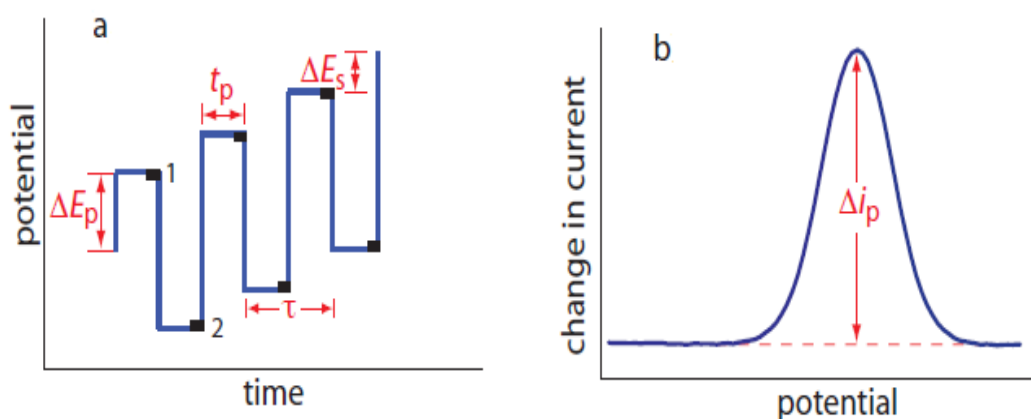 a
potential
ΔEp
tp
ΔEs
1
2
τ
time
b
change in current
Δip
potential